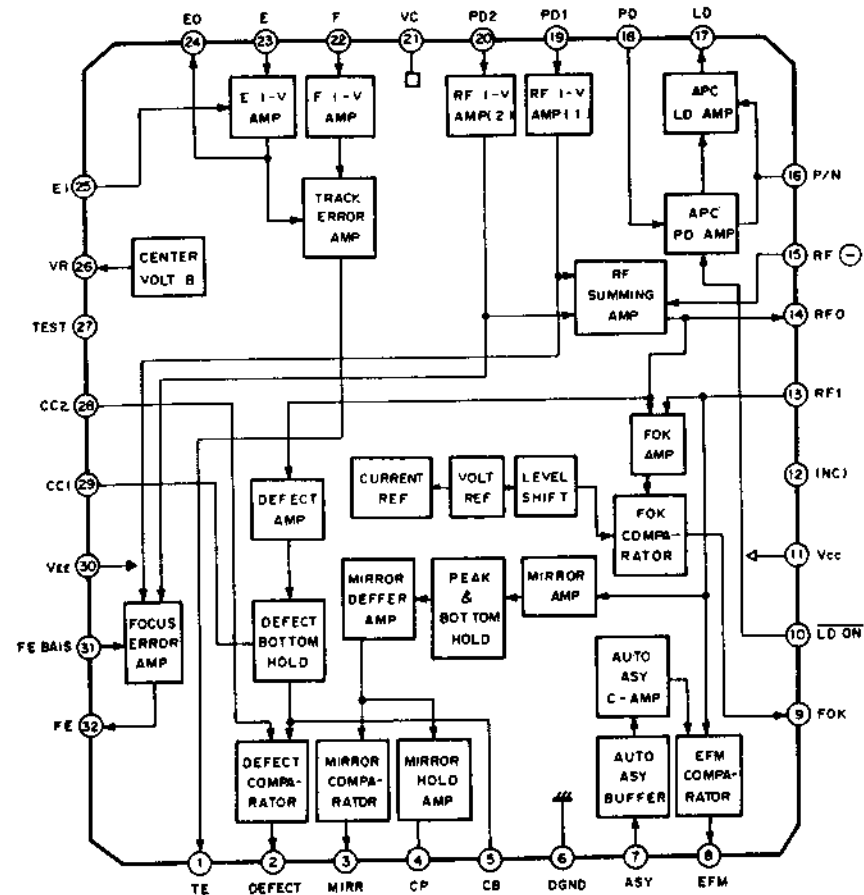 EO E F VC PD2 PD1 PD LD
24 23 22 21 20 19 18 17
E I-V
AMP
F I-V
AMP
RF I-V
AMP(2)
RF I-V
AMP(1)
APC
LD AMP
25
EI
16 P/N
TRACK
ERROR
AMP
APC
PD AMP
VR 26
CENTER
VOLT B
15 RF ⊖
RF
SUMMING
AMP
14 RFO
TEST 27
CC2 28
13 RF1
FOK
AMP
CC1 29
12 (NC)
CURRENT
REF
VOLT
REF
LEVEL
SHIFT
DEFECT
AMP
FOK
COMPA-
RATOR
VEE 30
11 Vcc
MIRROR
DEFFER
AMP
PEAK
&
BOTTOM
HOLD
MIRROR
AMP
FE BAIS 31
FOCUS
ERROR
AMP
DEFECT
BOTTOM
HOLD
10 LD ON
AUTO
ASY
C-AMP
FE 32
9 FOK
DEFECT
COMPA-
RATOR
MIRROR
COMPA-
RATOR
MIRROR
HOLD
AMP
AUTO
ASY
BUFFER
EFM
COMPA-
RATOR
1 2 3 4 5 6 7 8
TE DEFECT MIRR CP CB DGND ASY EFM